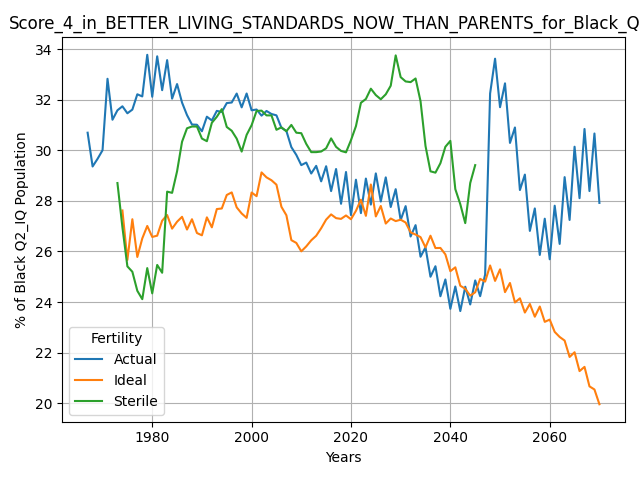 Score_4_in_BETTER_LIVING_STANDARDS_NOW_THAN_PARENTS_for_Black_Q
% of Black Q2_IQ Population
34
32
30
28
26
24
22
20
Fertility
Actual
Ideal
Sterile
1980
2000
2020
2040
2060
Years